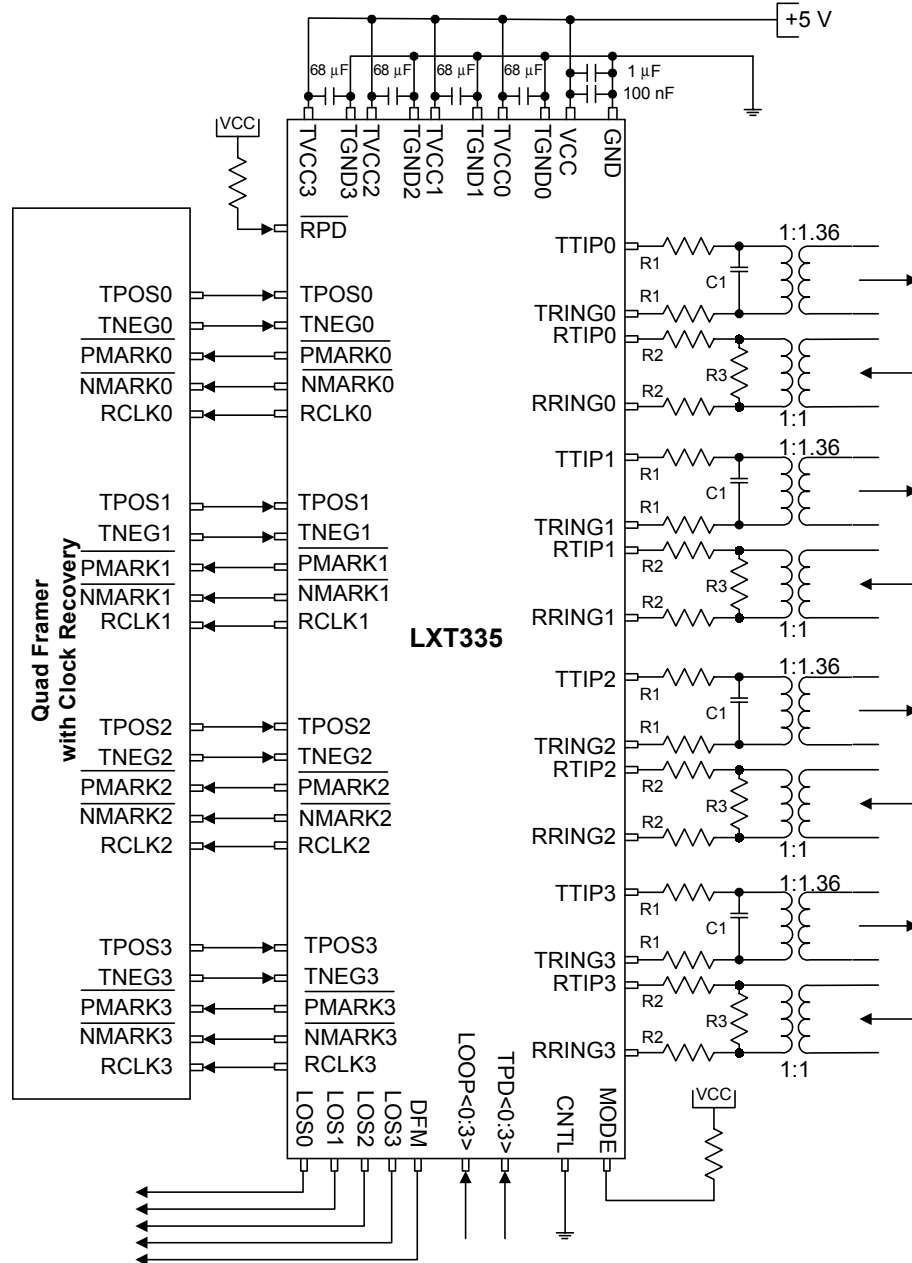 +5 V
68 μF
68 μF
68 μF
68 μF
1 μF
100 nF
VCC
TVCC3
TGND3
TVCC2
TGND2
TVCC1
TGND1
TVCC0
TGND0
VCC
GND
RPD
Quad Framer
with Clock Recovery
TPOS0
TNEG0
PMARK0
NMARK0
RCLK0
TPOS1
TNEG1
PMARK1
NMARK1
RCLK1
TPOS2
TNEG2
PMARK2
NMARK2
RCLK2
TPOS3
TNEG3
PMARK3
NMARK3
RCLK3
TPOS0
TNEG0
PMARK0
NMARK0
RCLK0
TPOS1
TNEG1
PMARK1
NMARK1
RCLK1
TPOS2
TNEG2
PMARK2
NMARK2
RCLK2
TPOS3
TNEG3
PMARK3
NMARK3
RCLK3
LXT335
TTIP0
TRING0
RTIP0
RRING0
R1
R1
C1
1:1.36
R2
R2
R3
1:1
TTIP1
TRING1
RTIP1
RRING1
R1
R1
C1
1:1.36
R2
R2
R3
1:1
TTIP2
TRING2
RTIP2
RRING2
R1
R1
C1
1:1.36
R2
R2
R3
1:1
TTIP3
TRING3
RTIP3
RRING3
R1
R1
C1
1:1.36
R2
R2
R3
1:1
LOS0
LOS1
LOS2
LOS3
DFM
LOOP<0:3>
TPD<0:3>
CNTL
MODE
VCC